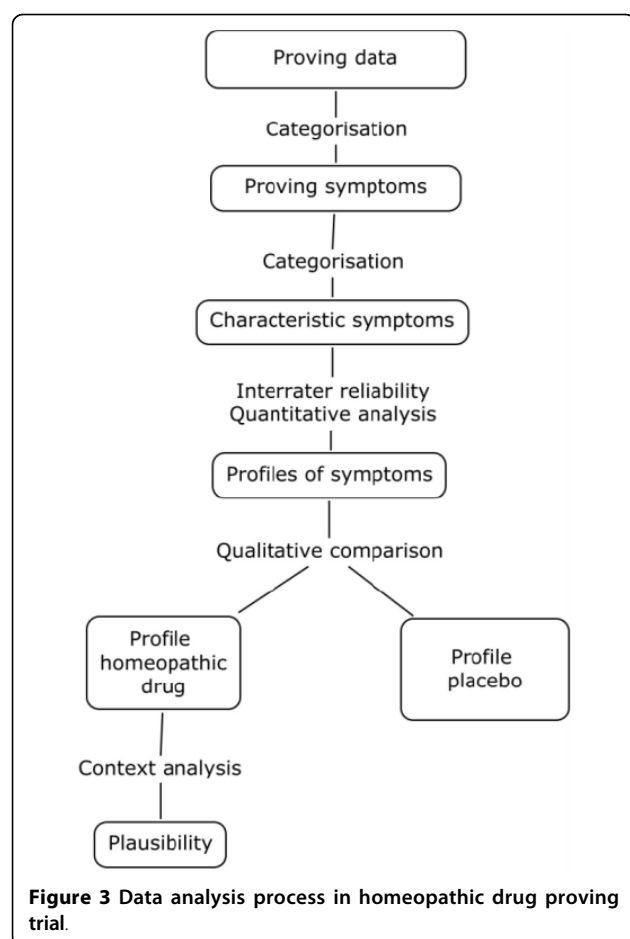 Proving data
Categorisation
Proving symptoms
Categorisation
Characteristic symptoms
Interrater reliability
Quantitative analysis
Profiles of symptoms
Qualitative comparison
Profile
homeopathic
drug
Profile
placebo
Context analysis
Plausibility
Figure 3 Data analysis process in homeopathic drug proving
trial.